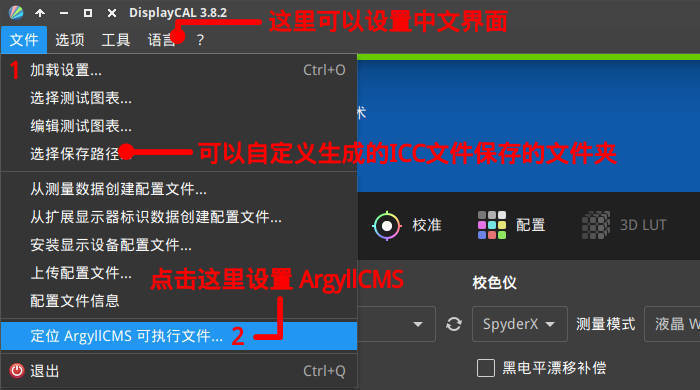 DisplayCAL 3.8.2
这里可以设置中文界面
文件 选项 工具 语言 ?
1 加载设置... Ctrl+O
选择测试图表...
术
编辑测试图表...
选择保存路径
可以自定义生成的ICC文件保存的文件夹
从测量数据创建配置文件...
从扩展显示器标识数据创建配置文件...
校准 配置 3D LUT
安装显示设备配置文件...
上传配置文件...
点击这里设置 ArgyllCMS
校色仪
配置文件信息
定位 ArgyllCMS 可执行文件... 2
SpyderX 测量模式 液晶 W
退出 Ctrl+Q
黑电平漂移补偿